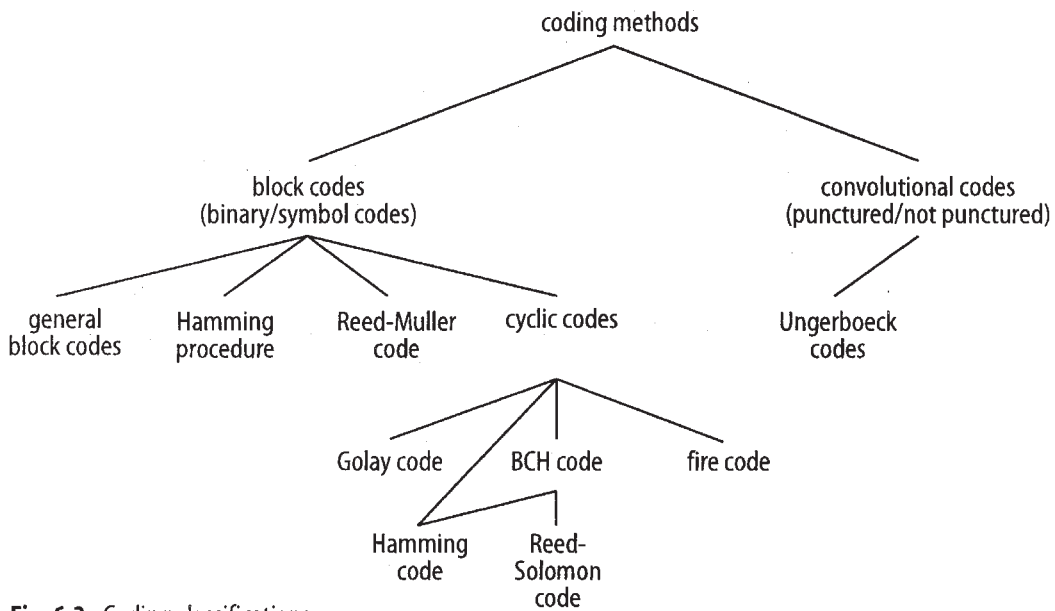 coding methods
block codes
(binary/symbol codes)
convolutional codes
(punctured/not punctured)
general
block codes
Hamming
procedure
Reed-Muller
code
cyclic codes
Ungerboeck
codes
Golay code
BCH code
fire code
Hamming
code
Reed-
Solomon
code